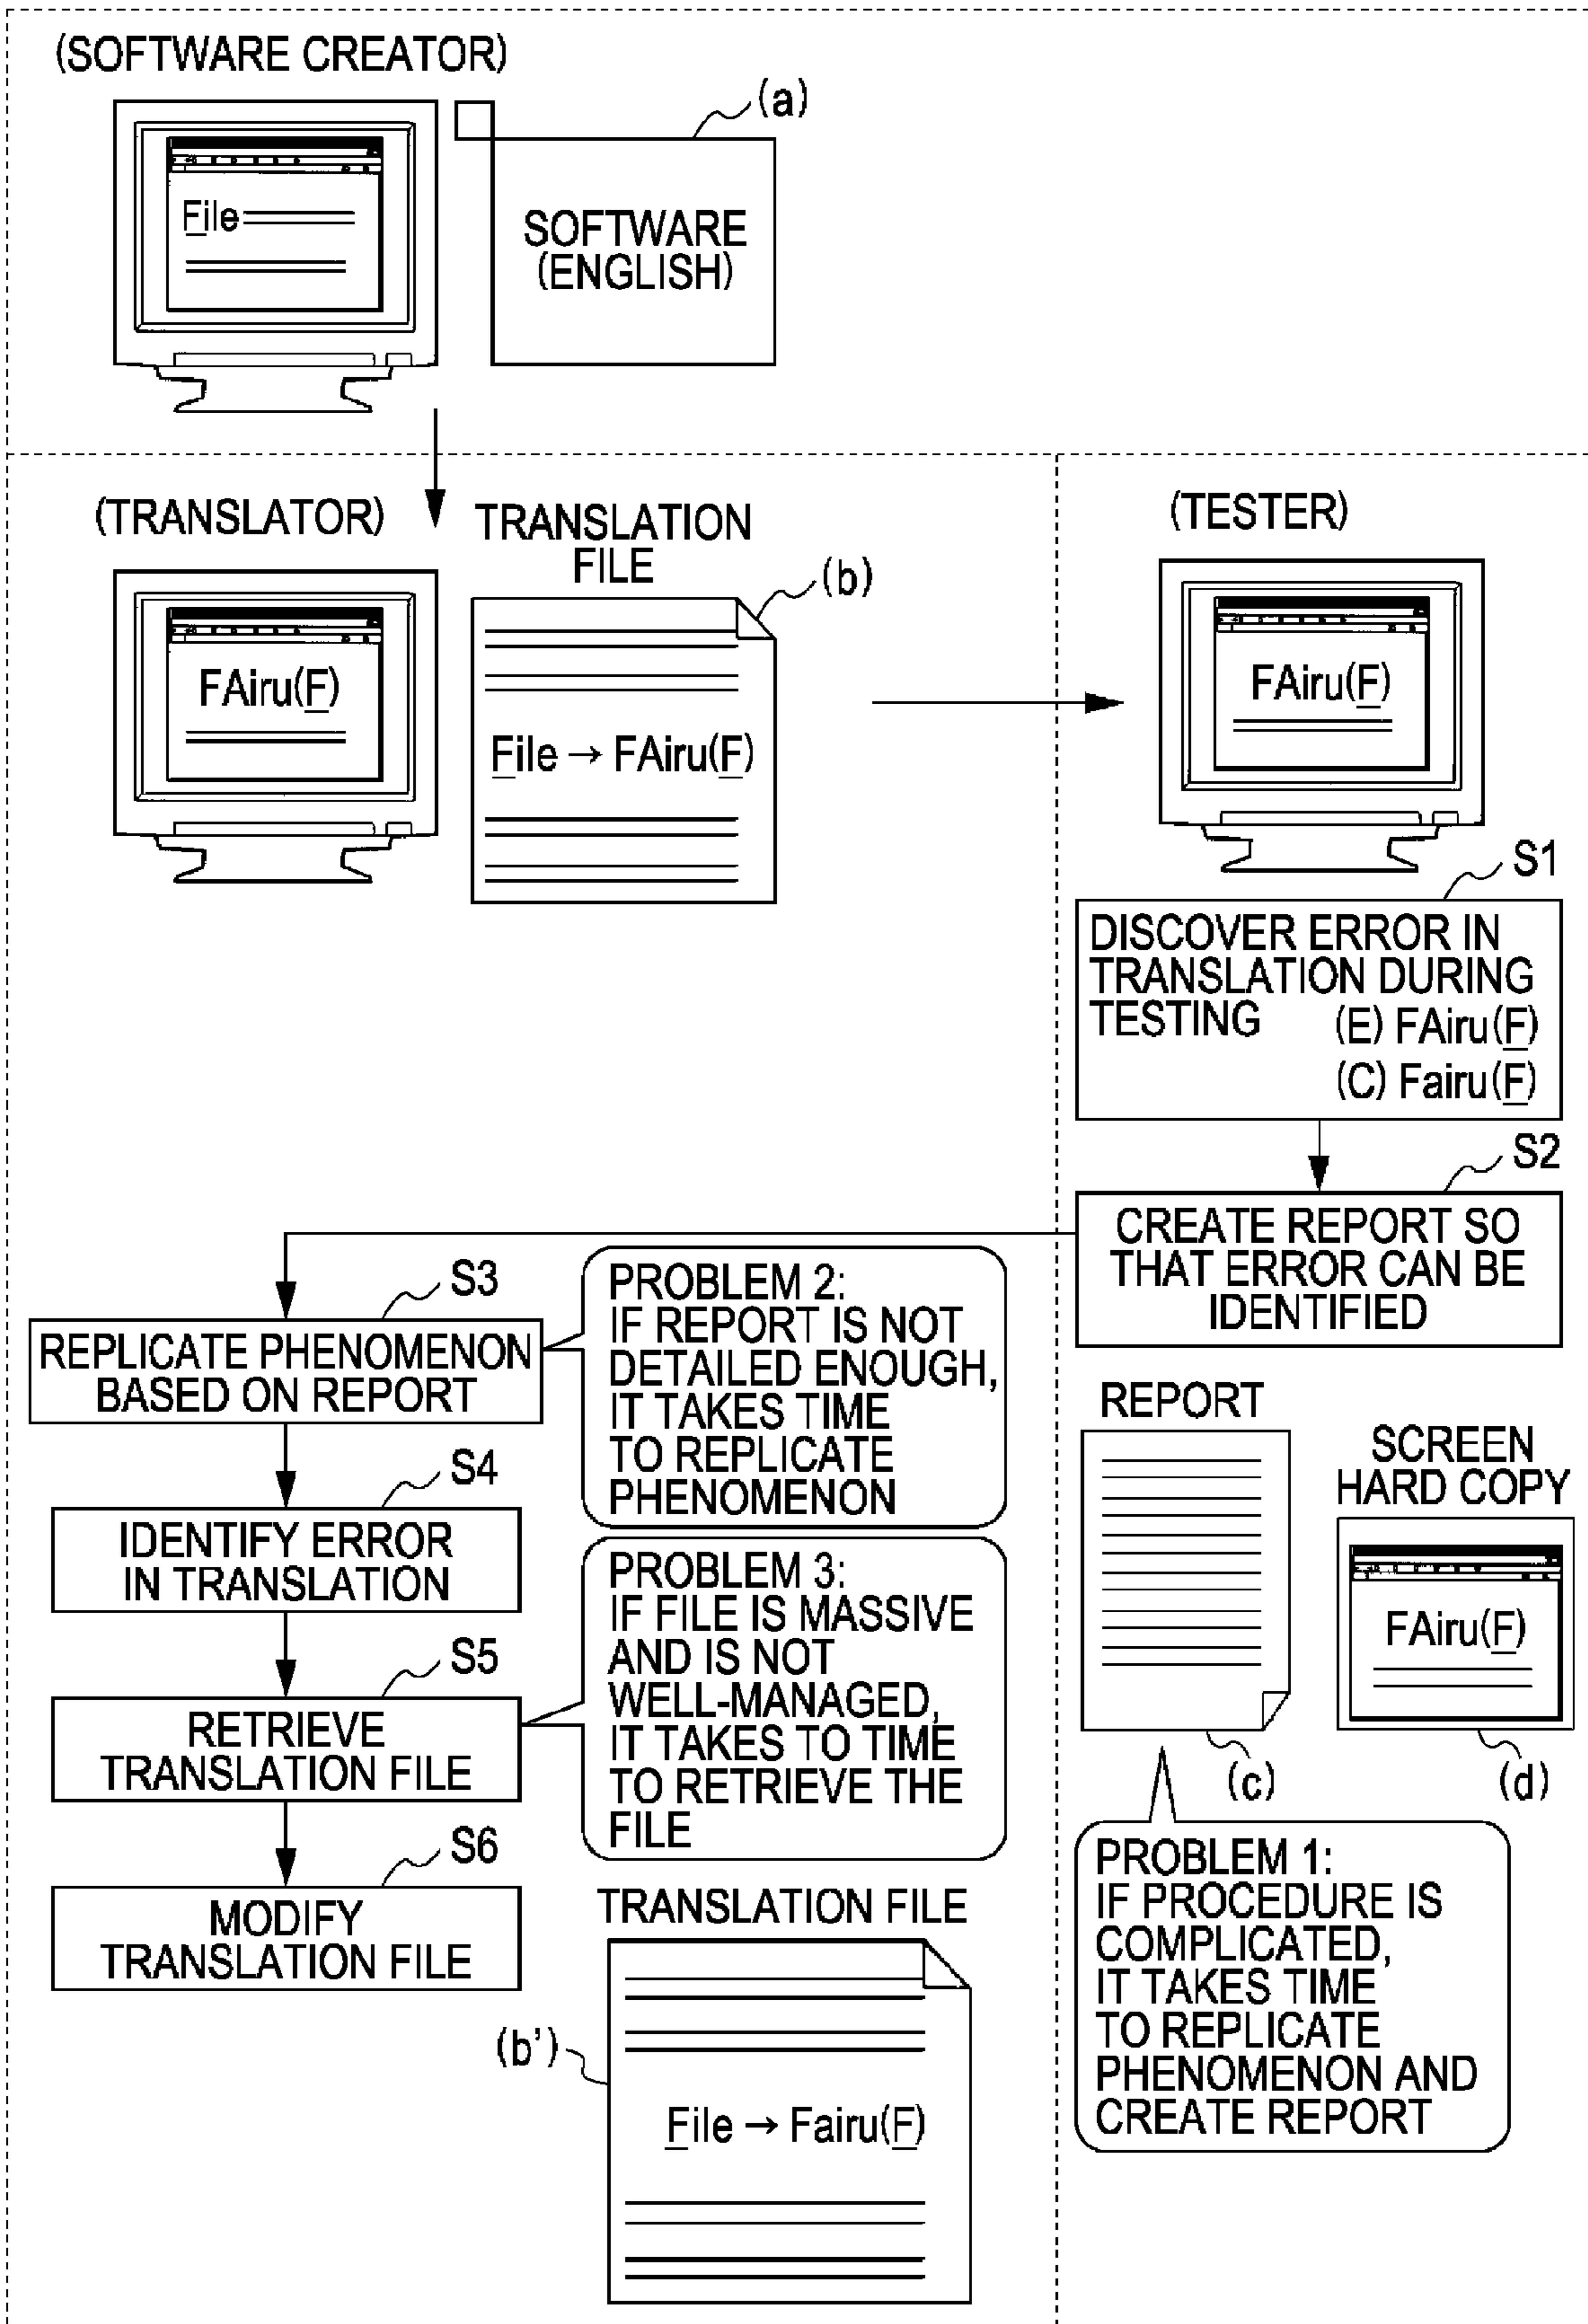 (SOFTWARE CREATOR)
(a)
File
SOFTWARE
(ENGLISH)
(TRANSLATOR)
TRANSLATION
FILE
(b)
FAiru(F)
File → FAiru(F)
(TESTER)
FAiru(F)
S1
DISCOVER ERROR IN
TRANSLATION DURING
TESTING (E) FAiru(F)
(C) Fairu(F)
S2
CREATE REPORT SO
THAT ERROR CAN BE
IDENTIFIED
S3
REPLICATE PHENOMENON
BASED ON REPORT
PROBLEM 2:
IF REPORT IS NOT
DETAILED ENOUGH,
IT TAKES TIME
TO REPLICATE
PHENOMENON
S4
IDENTIFY ERROR
IN TRANSLATION
S5
RETRIEVE
TRANSLATION FILE
PROBLEM 3:
IF FILE IS MASSIVE
AND IS NOT
WELL-MANAGED,
IT TAKES TO TIME
TO RETRIEVE THE
FILE
S6
MODIFY
TRANSLATION FILE
TRANSLATION FILE
(b')
File → Fairu(F)
REPORT
(c)
SCREEN
HARD COPY
FAiru(F)
(d)
PROBLEM 1:
IF PROCEDURE IS
COMPLICATED,
IT TAKES TIME
TO REPLICATE
PHENOMENON AND
CREATE REPORT